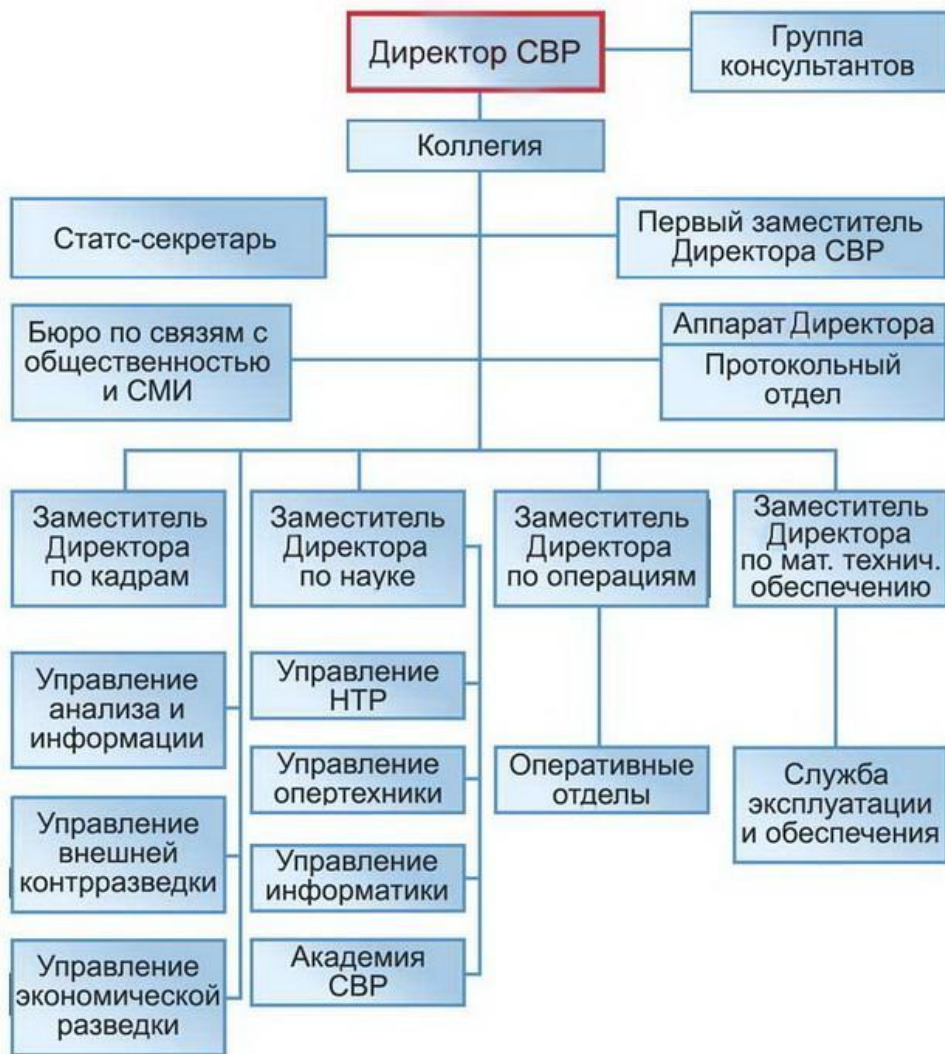 Директор СВР
Группа
консультантов
Коллегия
Статс-секретарь
Первый заместитель
Директора СВР
Бюро по связям с
общественностью
и СМИ
Аппарат Директора
Протокольный
отдел
Заместитель
Директора
по кадрам
Заместитель
Директора
по науке
Заместитель
Директора
по операциям
Заместитель
Директора
по мат. технич.
обеспечению
Управление
анализа и
информации
Управление
НТР
Управление
опертехники
Оперативные
отделы
Служба
эксплуатации
и обеспечения
Управление
внешней
контрразведки
Управление
информатики
Управление
экономической
разведки
Академия
СВР